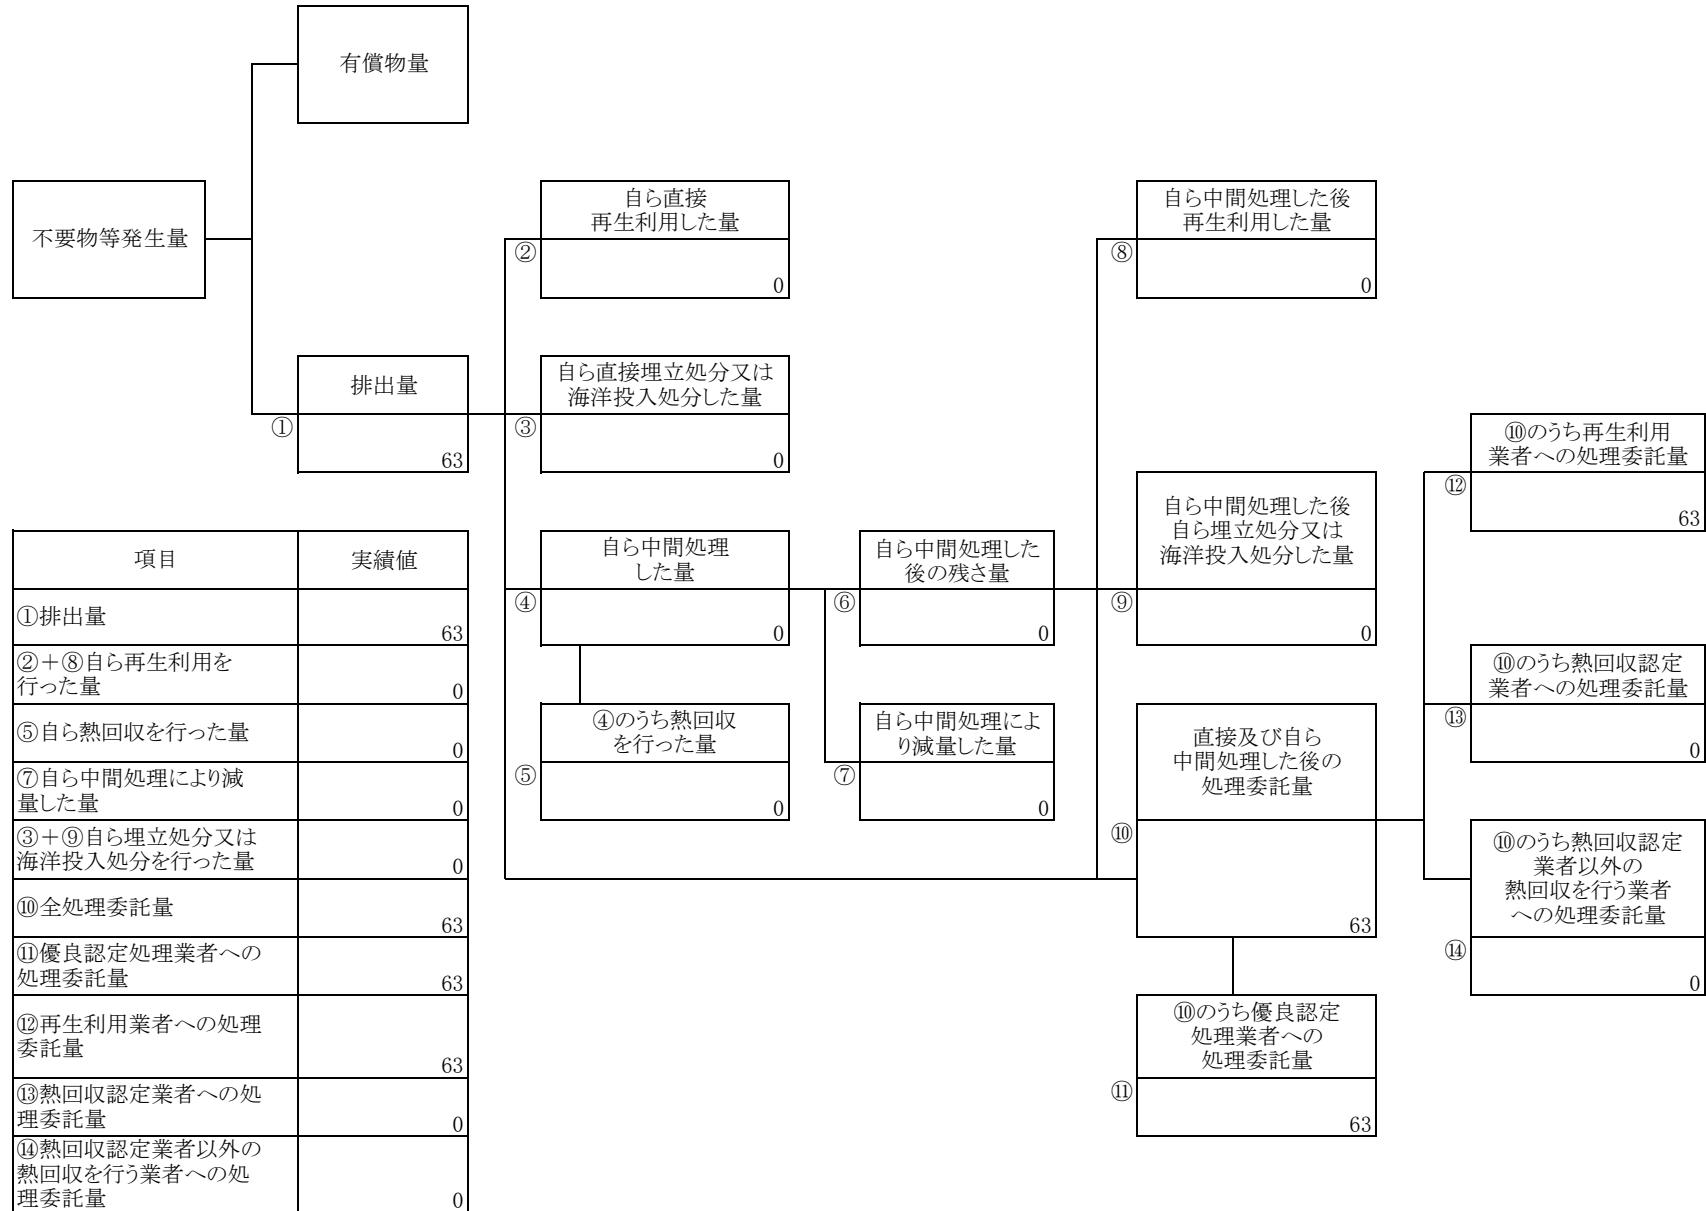 有償物量
不要物等発生量
自ら直接
再生利用した量
②
0
自ら中間処理した後
再生利用した量
⑧
0
排出量
①
63
自ら直接埋立処分又は
海洋投入処分した量
③
0
⑩のうち再生利用
業者への処理委託量
⑫
63
自ら中間処理
した量
④
0
自ら中間処理した
後の残さ量
⑥
0
自ら中間処理した後
自ら埋立処分又は
海洋投入処分した量
⑨
0
⑩のうち熱回収認定
業者への処理委託量
⑬
0
④のうち熱回収
を行った量
⑤
0
自ら中間処理によ
り減量した量
⑦
0
直接及び自ら
中間処理した後の
処理委託量
⑩
63
⑩のうち熱回収認定
業者以外の
熱回収を行う業者
への処理委託量
⑭
0
⑩のうち優良認定
処理業者への
処理委託量
⑪
63
項目 実績値
①排出量
63
②+⑧自ら再生利用を
行った量 0
⑤自ら熱回収を行った量
0
⑦自ら中間処理により減
量した量 0
③+⑨自ら埋立処分又は
海洋投入処分を行った量 0
⑩全処理委託量
63
⑪優良認定処理業者への
処理委託量 63
⑫再生利用業者への処理
委託量
63
⑬熱回収認定業者への処
理委託量 0
⑭熱回収認定業者以外の
熱回収を行う業者への処
理委託量 0